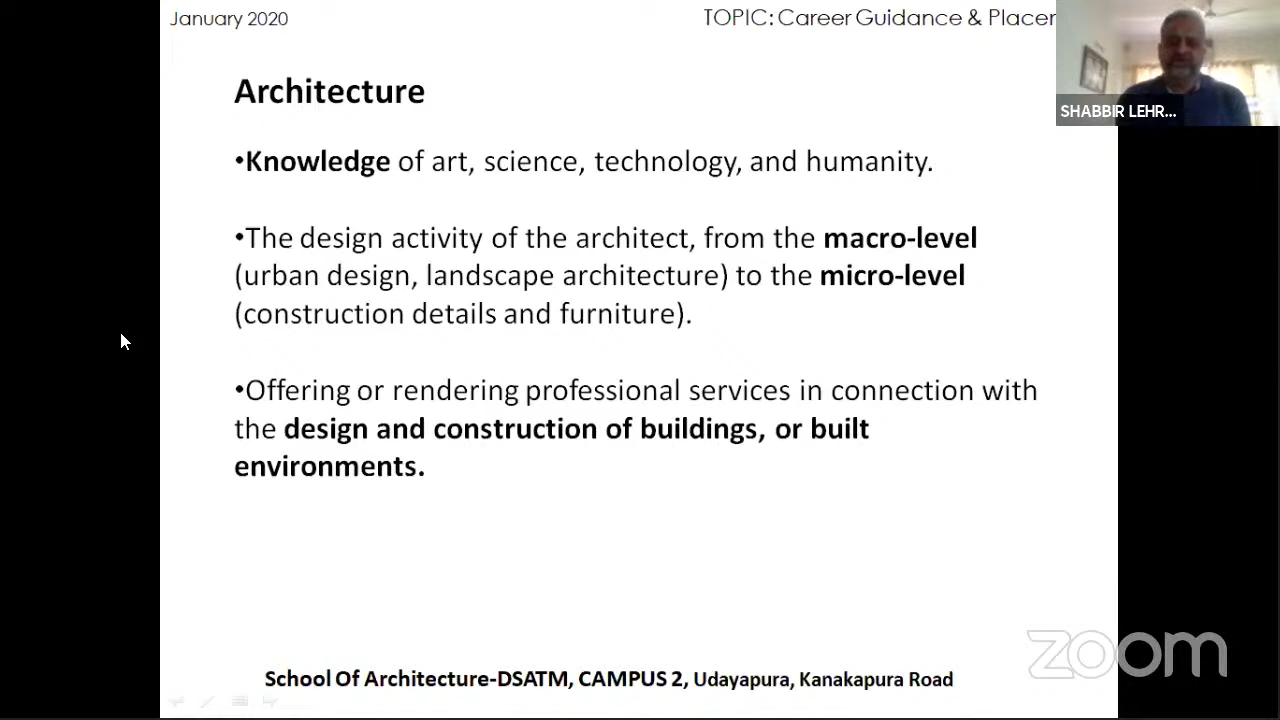 January 2020
TOPIC: Career Guidance & Placer
SHABBIR LEHR...
Architecture
•Knowledge of art, science, technology, and humanity.
•The design activity of the architect, from the macro-level
(urban design, landscape architecture) to the micro-level
(construction details and furniture).
•Offering or rendering professional services in connection with
the design and construction of buildings, or built
environments.
zoom
School Of Architecture-DSATM, CAMPUS 2, Udayapura, Kanakapura Road